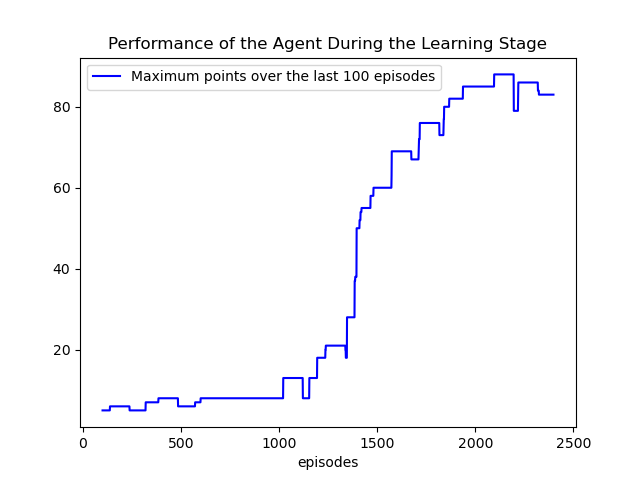 Performance of the Agent During the Learning Stage
Maximum points over the last 100 episodes
80
60
40
20
0 500 1000 1500 2000 2500
episodes